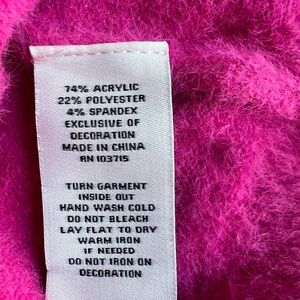 74% ACRYLIC
22% POLYESTER
4% SPANDEX
EXCLUSIVE OF
DECORATION
MADE IN CHINA
RN 103715
TURN GARMENT
INSIDE OUT
HAND WASH COLD
DO NOT BLEACH
LAY FLAT TO DRY
WARM IRON
IF NEEDED
DO NOT IRON ON
DECORATION